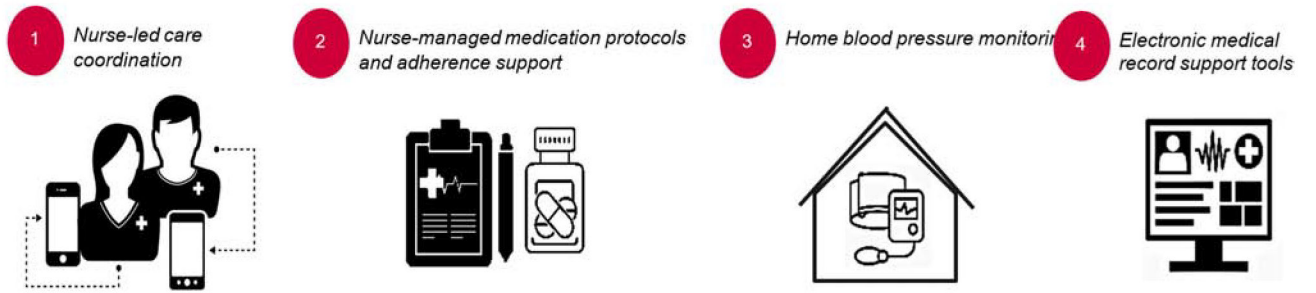 1
Nurse-led care
coordination
2
Nurse-managed medication protocols
and adherence support
3
Home blood pressure monitorin
4
Electronic medical
record support tools